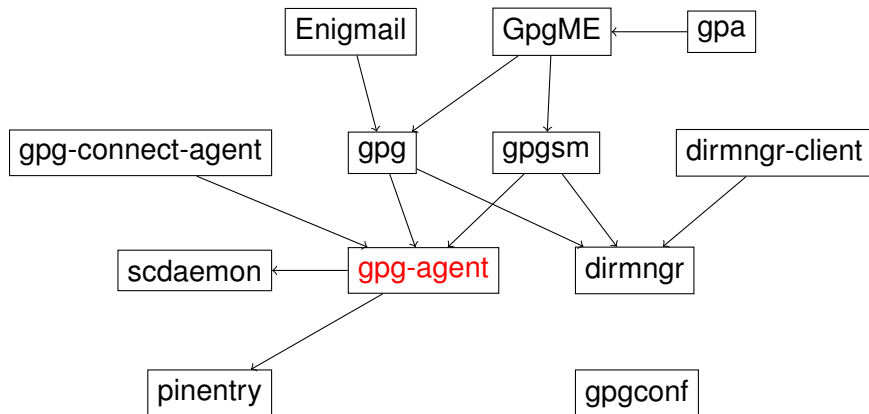 Enigmail
GpgME
gpa
gpg-connect-agent
gpg
gpgsm
dirmngr-client
scdaemon
gpg-agent
dirmngr
pinentry
gpgconf